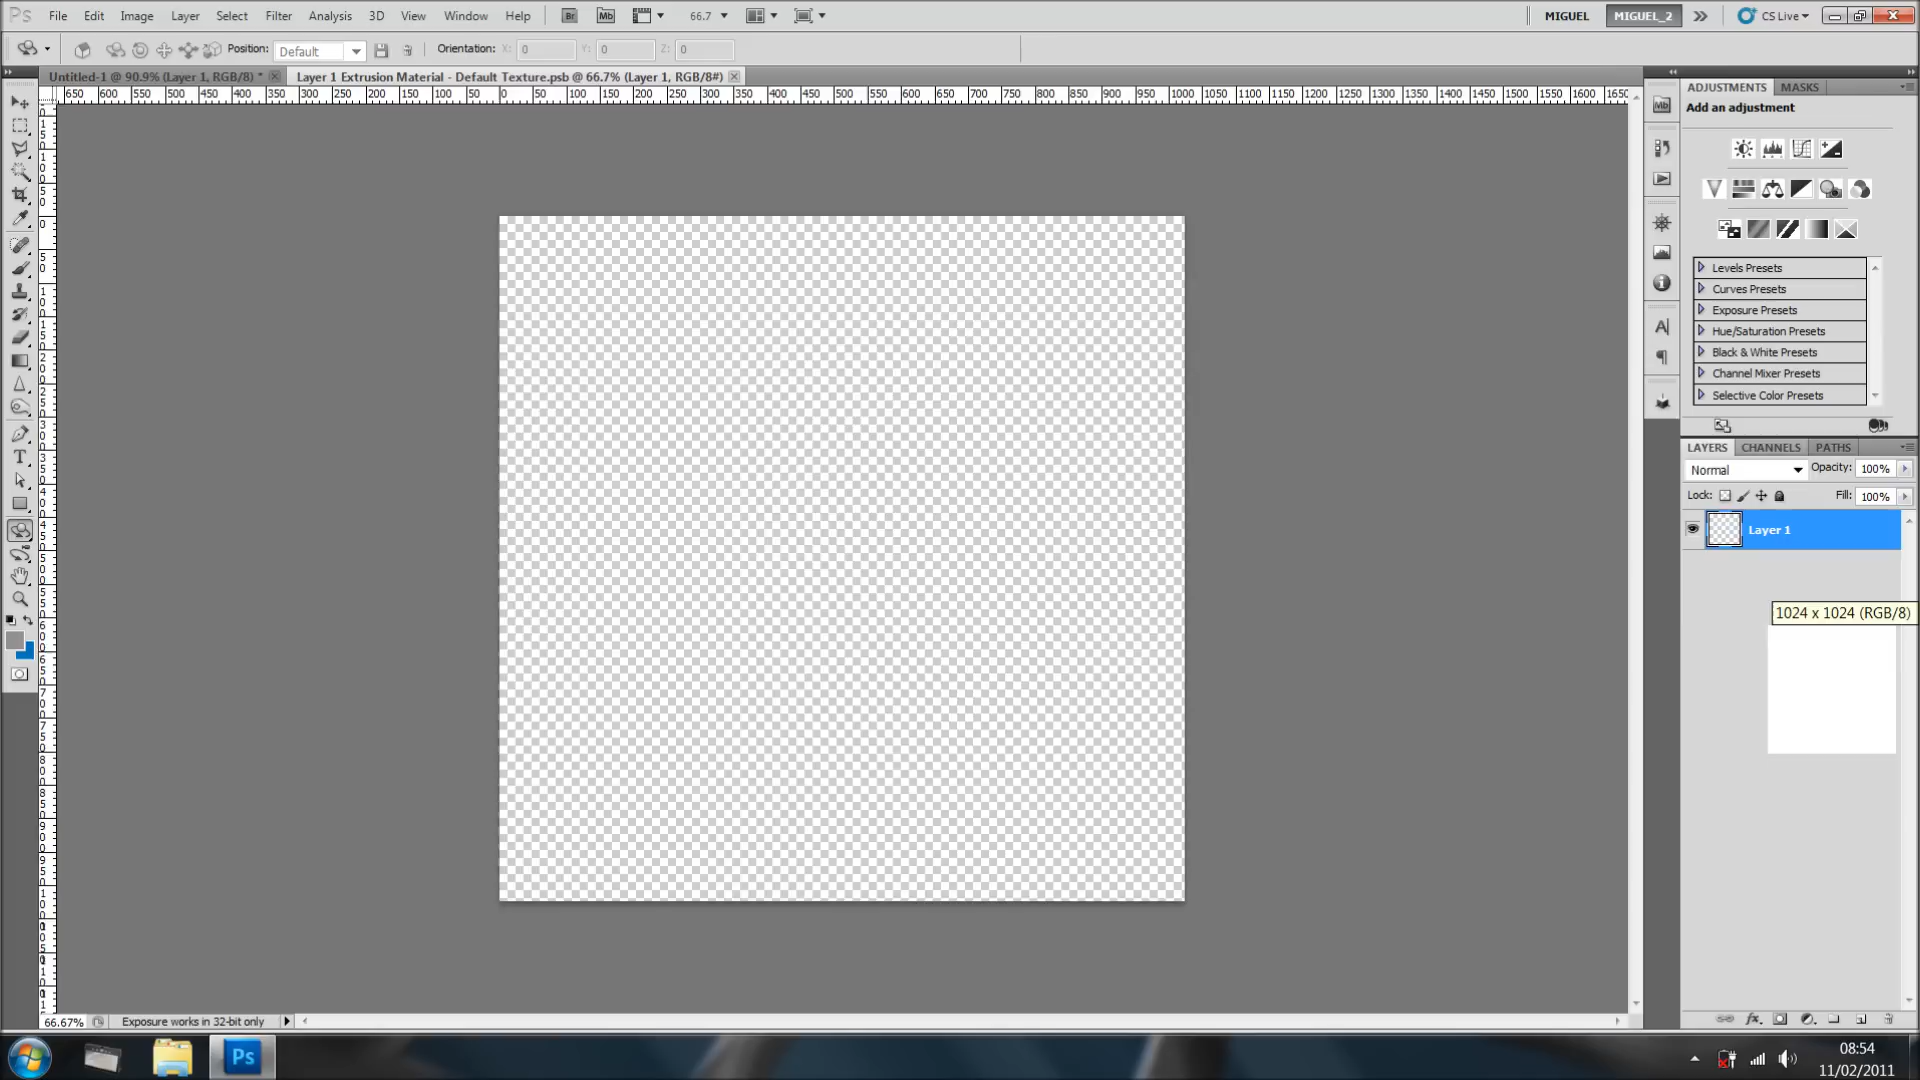 Ps File Edit Image Layer Select Filter Analysis 3D View Window Help Br Mb 66.7 MIGUEL MIGUEL_2 CS Live
Position: Default Orientation: X: 0 Y: 0 Z: 0
Untitled-1 @ 90.9% (Layer 1, RGB/8) * Layer 1 Extrusion Material - Default Texture.psb @ 66.7% (Layer 1, RGB/8#)
650 600 550 500 450 400 350 300 250 200 150 100 50 0 50 100 150 200 250 300 350 400 450 500 550 600 650 700 750 800 850 900 950 1000 1050 1100 1150 1200 1250 1300 1350 1400 1450 1500 1550 1600 1650
ADJUSTMENTS MASKS
Add an adjustment
Mb
Levels Presets
Curves Presets
Exposure Presets
Hue/Saturation Presets
Black & White Presets
Channel Mixer Presets
Selective Color Presets
LAYERS CHANNELS PATHS
Normal Opacity: 100%
Lock: Fill: 100%
Layer 1
1024 x 1024 (RGB/8)
66.67% Exposure works in 32-bit only
Ps
08:54
11/02/2011